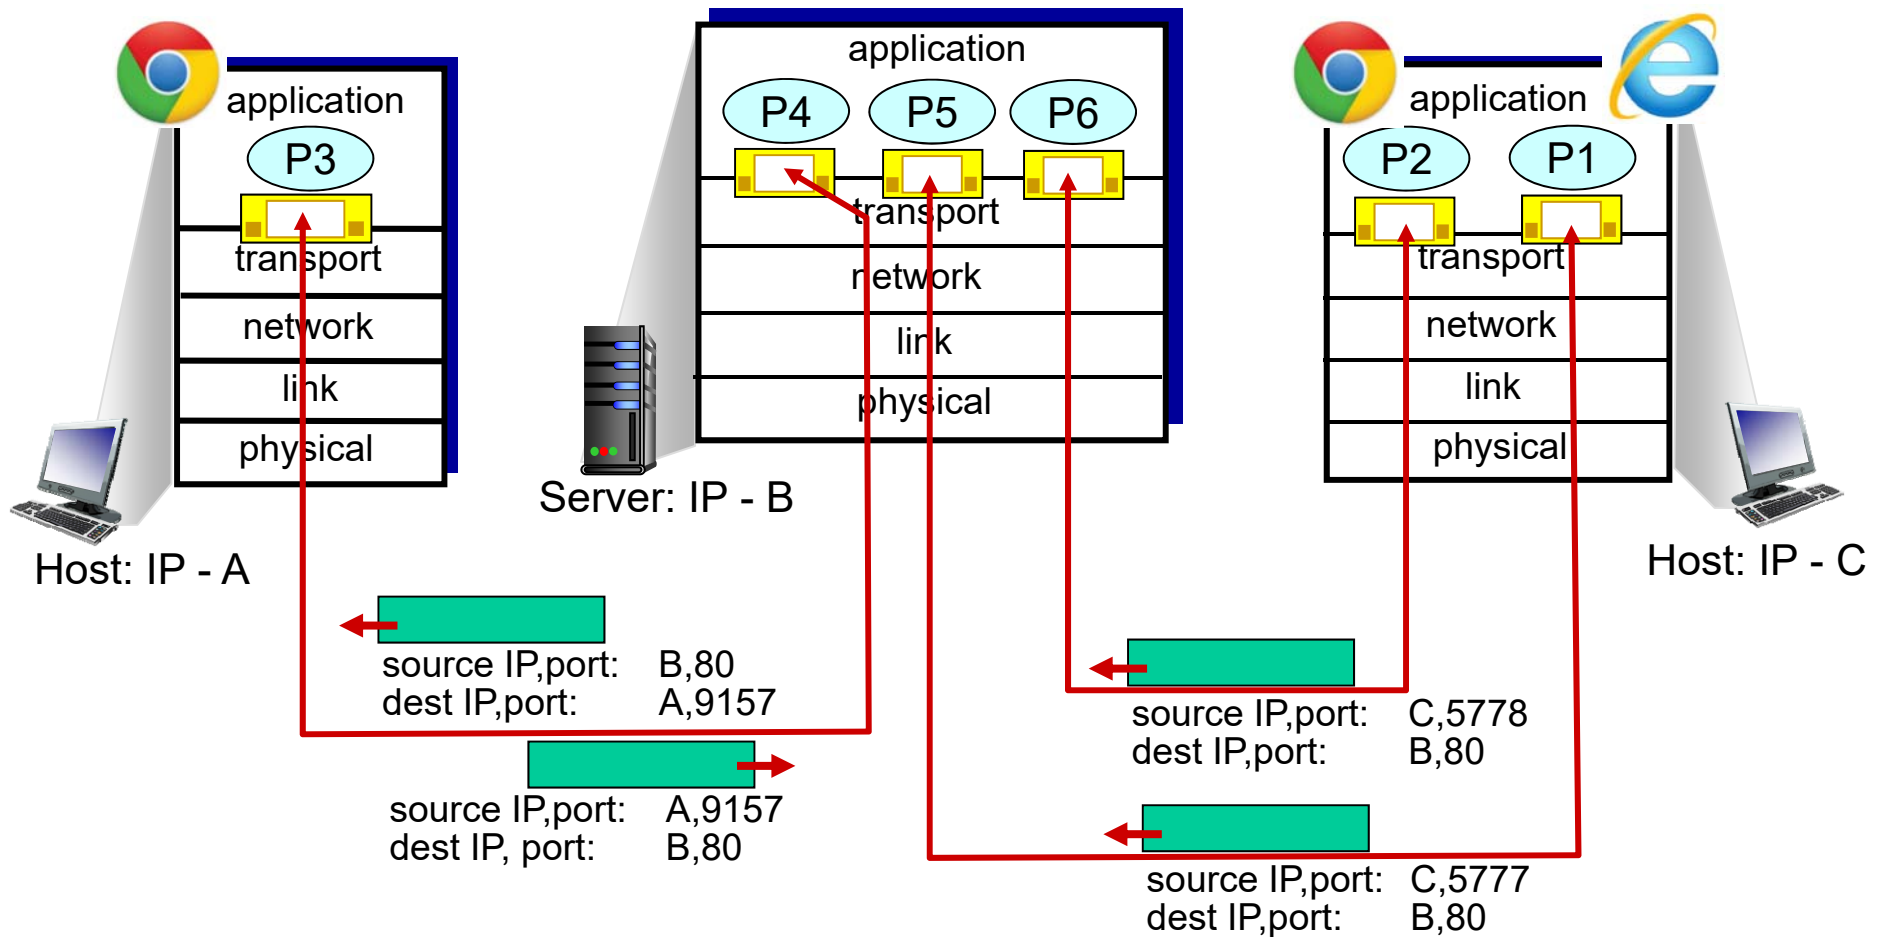 application
P3
transport
network
link
physical
Host: IP - A
application
P4 P5 P6
transport
network
link
physical
Server: IP - B
application
P2 P1
transport
network
link
physical
Host: IP - C
source IP,port: B,80
dest IP,port: A,9157
source IP,port: A,9157
dest IP, port: B,80
source IP,port: C,5778
dest IP,port: B,80
source IP,port: C,5777
dest IP,port: B,80